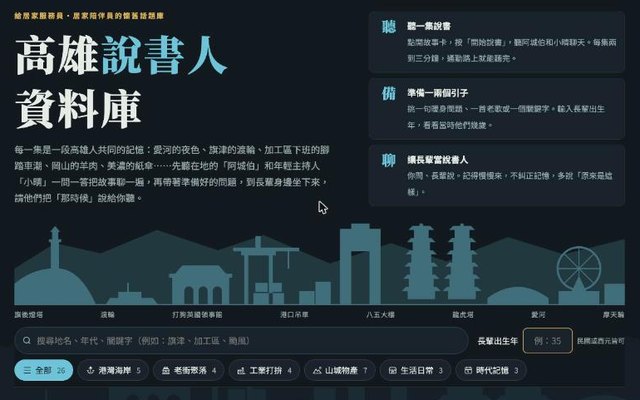 給居家服務員・居家陪伴員的懷舊話題庫
高雄說書人
資料庫
每一集是一段高雄人共同的記憶：愛河的夜色、旗津的渡輪、加工區下班的腳
踏車潮、岡山的羊肉、美濃的紙傘⋯⋯先聽在地的「阿城伯」和年輕主持人
「小晴」一問一答把故事聊一遍，再帶著準備好的問題，到長輩身邊坐下來，
請他們把「那時候」說給你聽。
聽
聽一集說書
點開故事卡，按「開始說書」，聽阿城伯和小晴聊天。每集兩
到三分鐘，通勤路上就能聽完。
備
準備一兩個引子
挑一句暖身問題、一首老歌或一個關鍵字。輸入長輩出生
年，看看當時他們幾歲。
聊
讓長輩當說書人
你問、長輩說。記得慢慢來，不糾正記憶，多說「原來是這
樣」。
旗後燈塔
渡輪
打狗英國領事館
港口吊車
八五大樓
龍虎塔
愛河
摩天輪
搜尋地名、年代、關鍵字（例如：旗津、加工區、颱風）
長輩出生年
例：35
民國或西元皆可
全部 26
港灣海岸 5
老街聚落 4
工業打拚 4
山城物產 7
生活日常 3
時代記憶 3